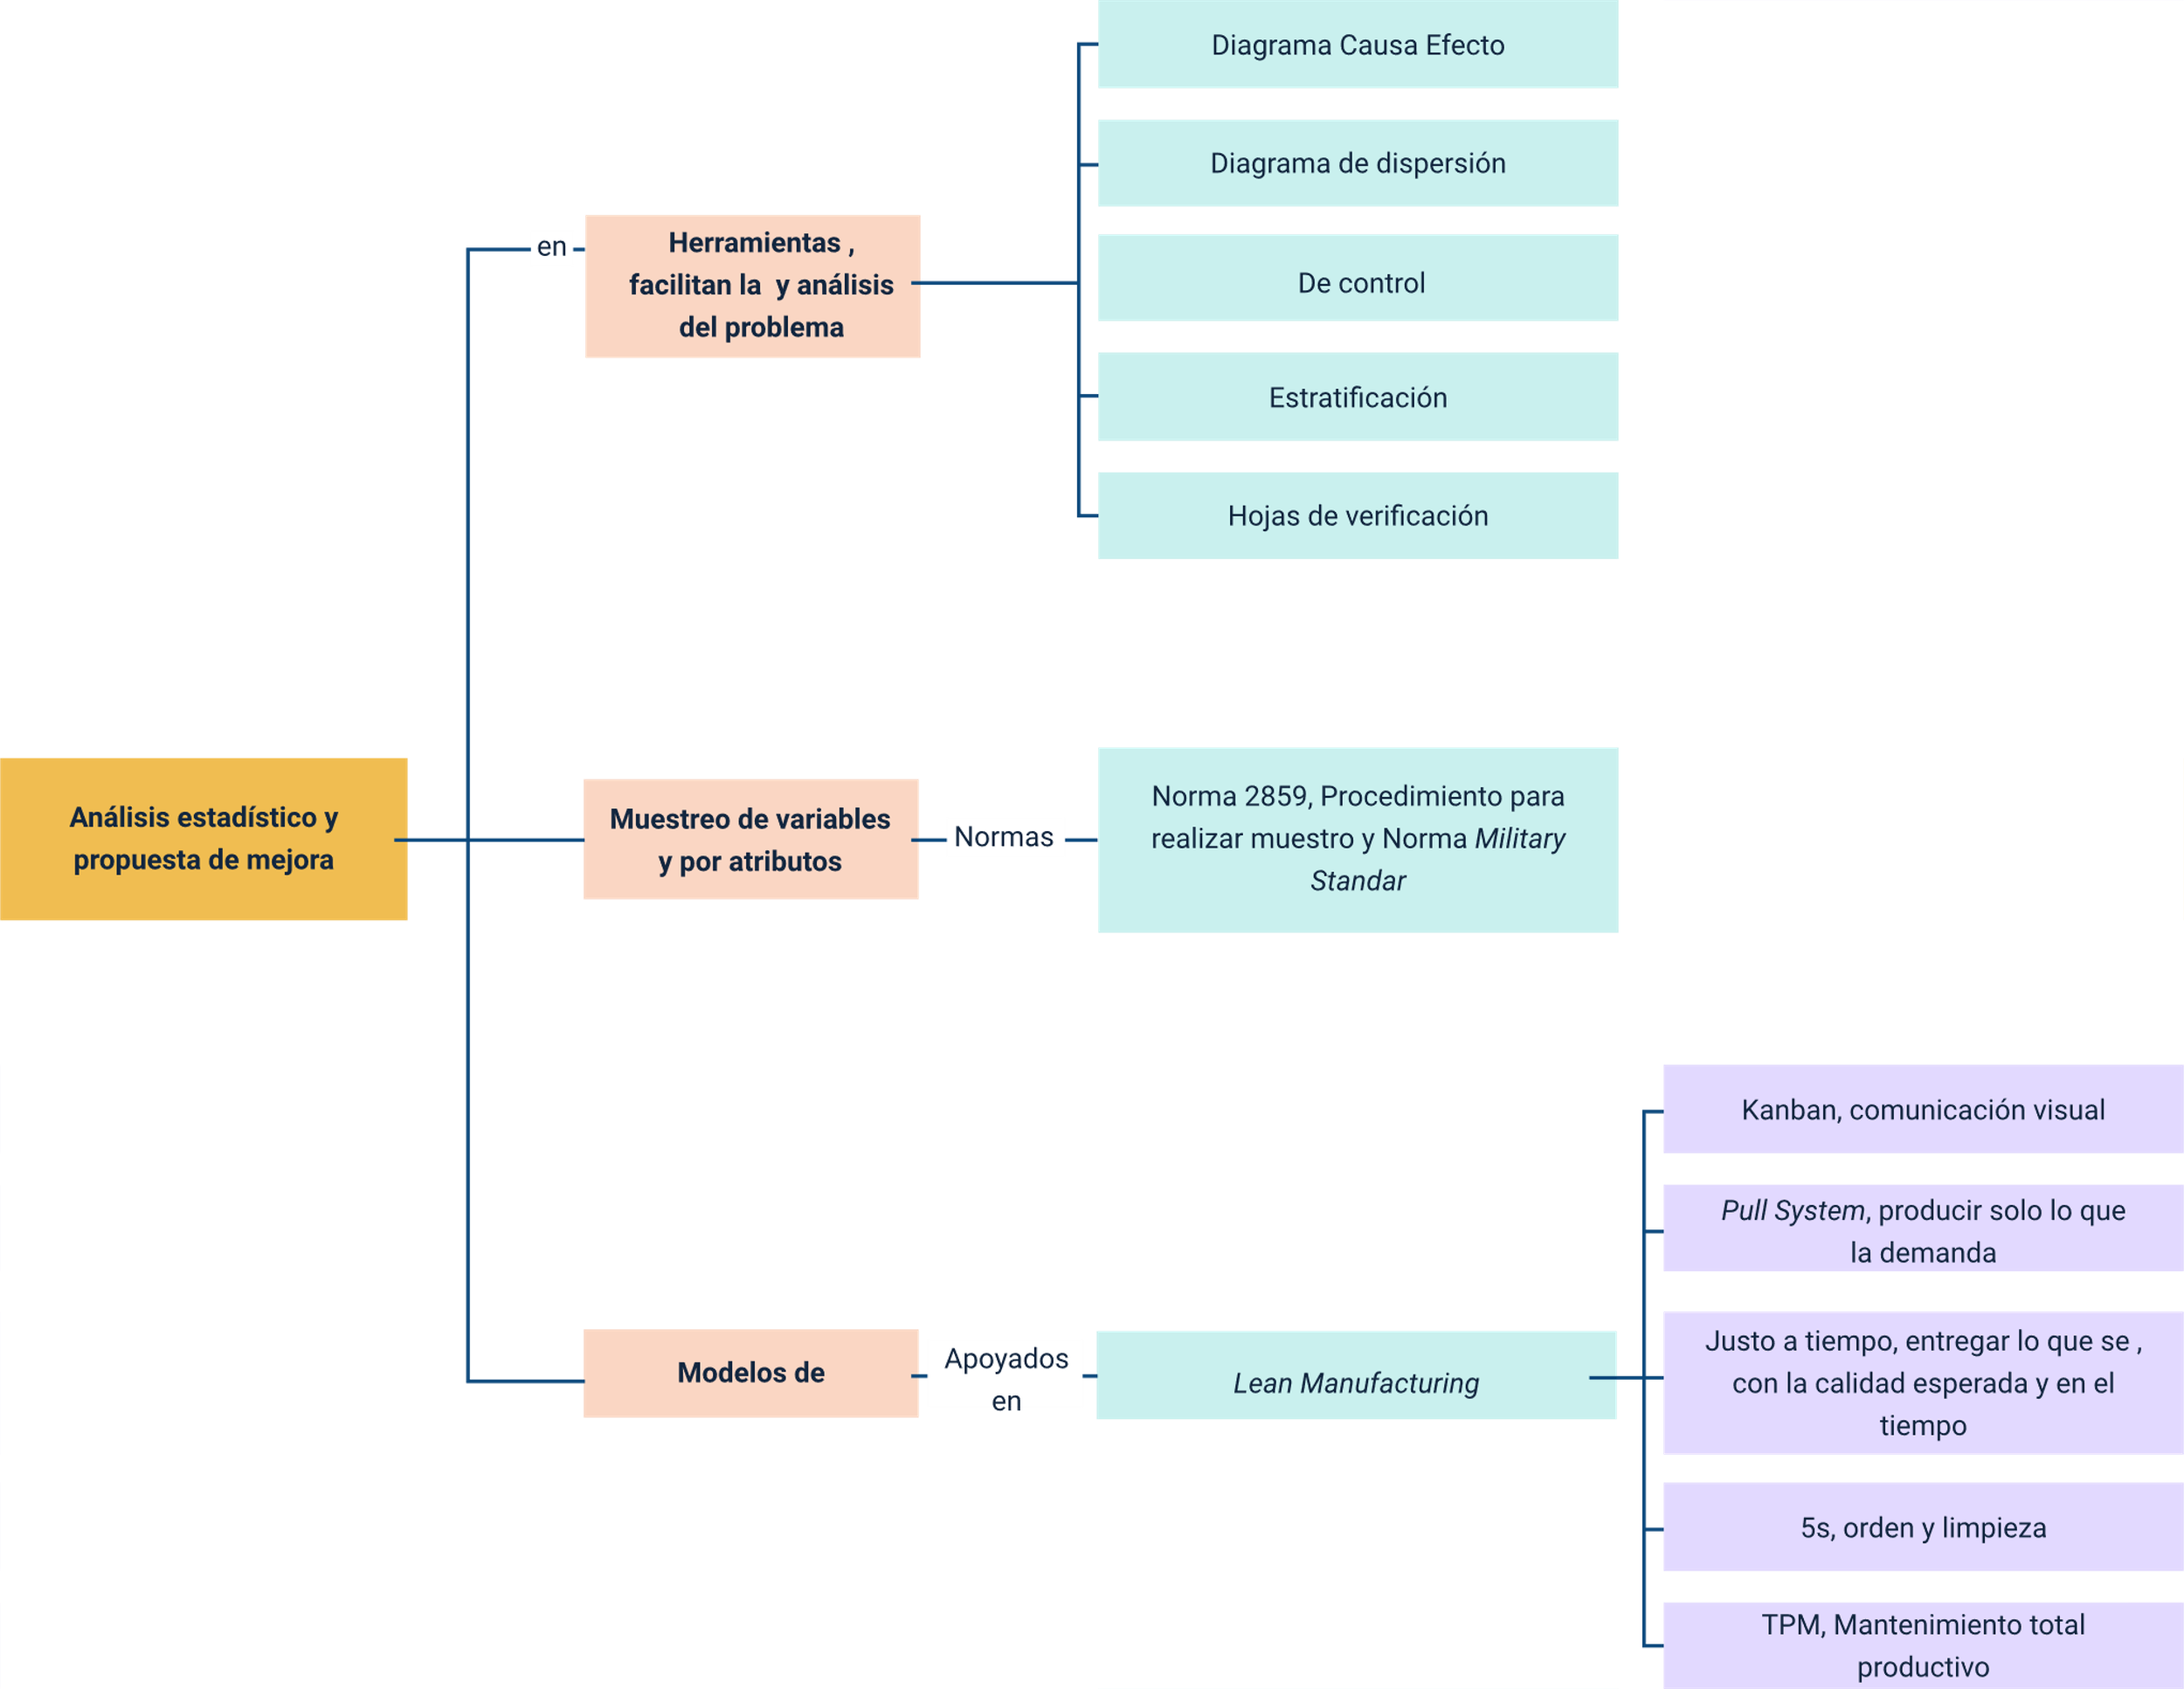 Diagrama Causa Efecto
Diagrama de dispersión
en
Herramientas ,
facilitan la y análisis
del problema
De control
Estratificación
Hojas de verificación
Análisis estadístico y
propuesta de mejora
Muestreo de variables
y por atributos
Normas
Norma 2859, Procedimiento para
realizar muestro y Norma Military
Standar
Modelos de
Apoyados
en
Lean Manufacturing
Kanban, comunicación visual
Pull System, producir solo lo que
la demanda
Justo a tiempo, entregar lo que se ,
con la calidad esperada y en el
tiempo
5s, orden y limpieza
TPM, Mantenimiento total
productivo